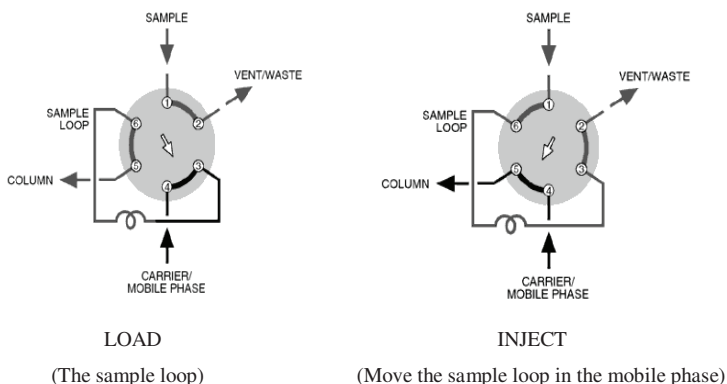 SAMPLE
VENT/WASTE
SAMPLE
LOOP
1
2
3
4
5
6
COLUMN
CARRIER/
MOBILE PHASE
LOAD
(The sample loop)
SAMPLE
VENT/WASTE
SAMPLE
LOOP
1
2
3
4
5
6
COLUMN
CARRIER/
MOBILE PHASE
INJECT
(Move the sample loop in the mobile phase)